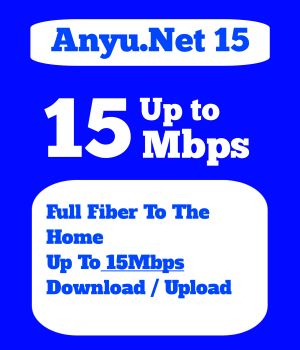 Anyu.Net 15
15 Up to
Mbps
Full Fiber To The
Home
Up To 15Mbps
Download / Upload